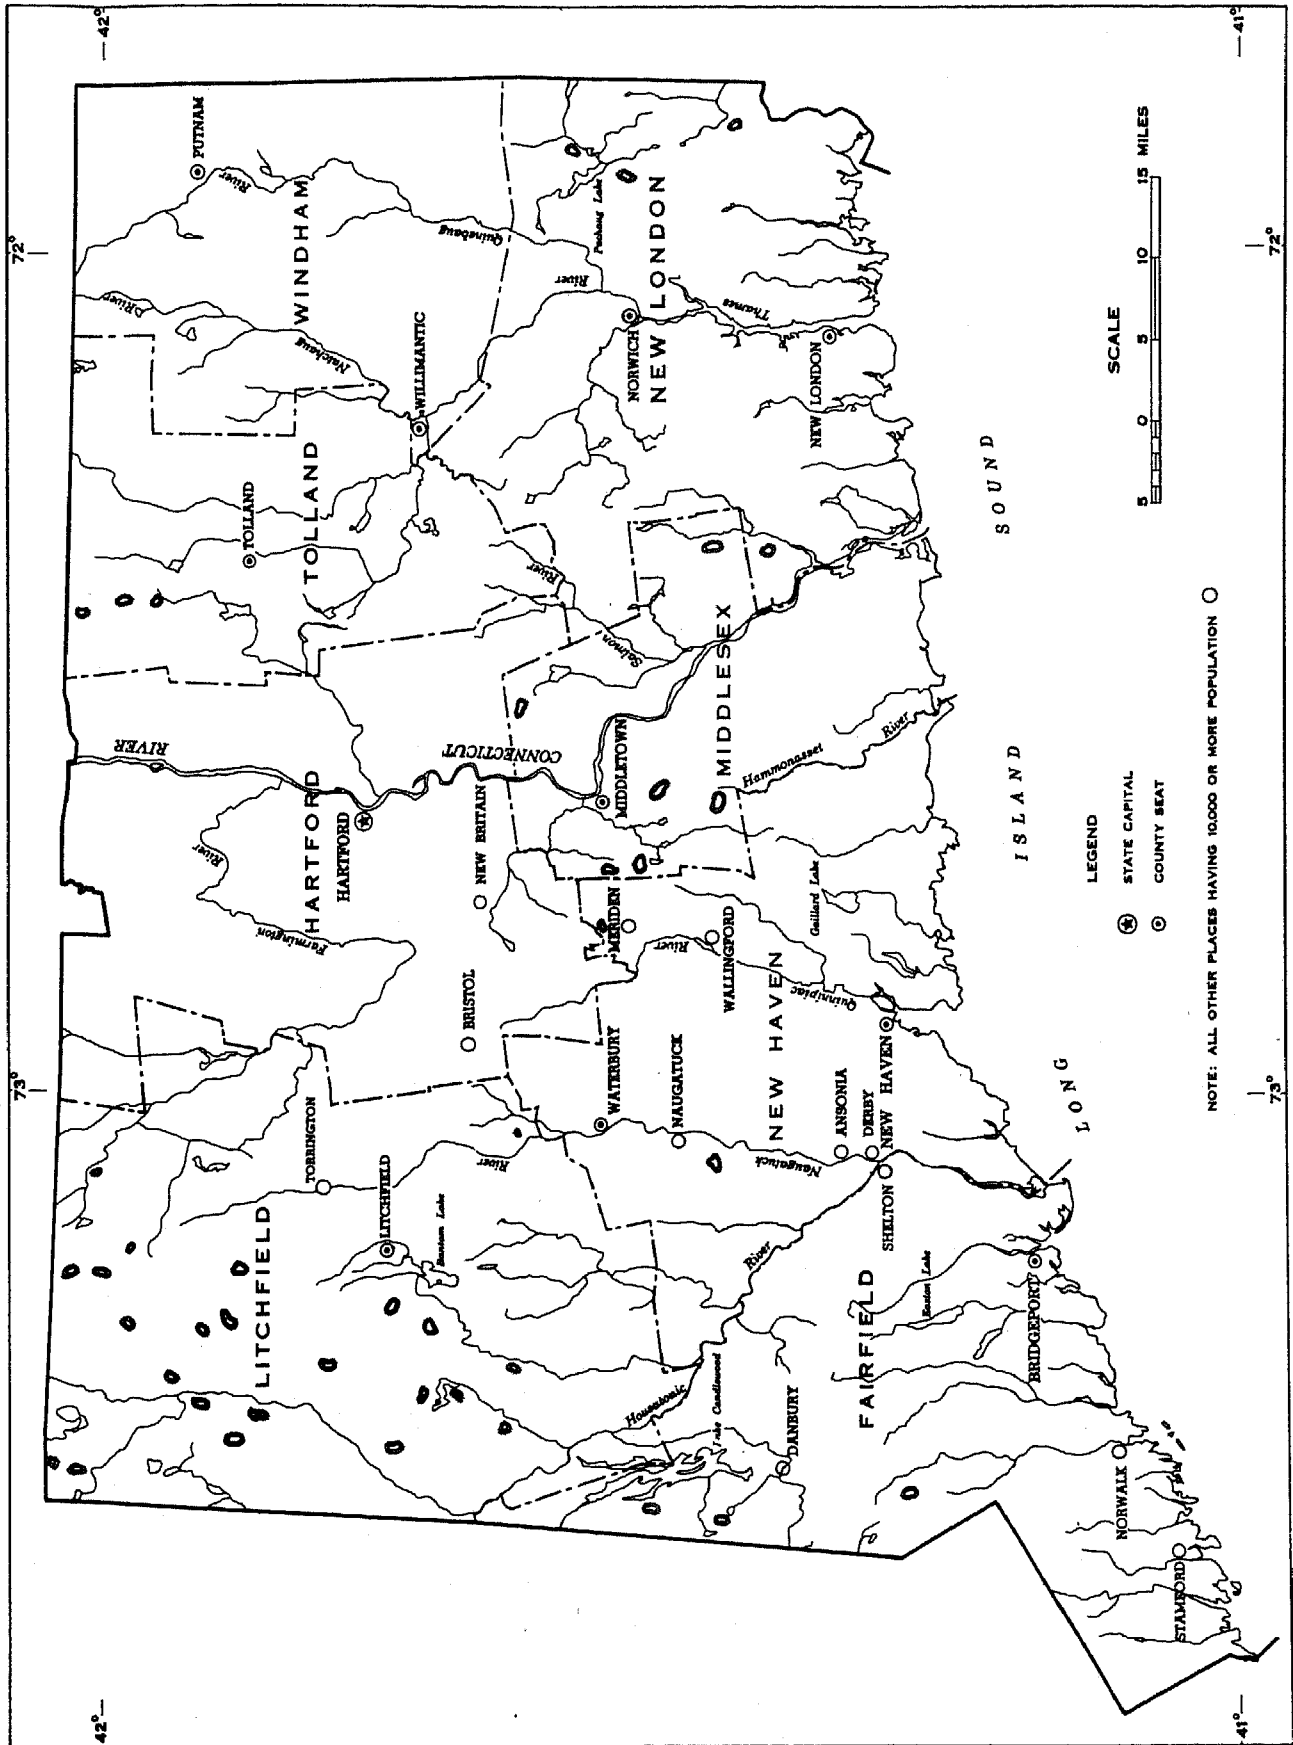 42°
73°
72°
42°
RIVER
River
River
PUTNAM
River
TORRINGTON
LITCHFIELD
LITCHFIELD
Bantam Lake
River
Farmington
HARTFORD
HARTFORD
TOLLAND
TOLLAND
Natchaug
WINDHAM
WILLIMANTIC
BRISTOL
NEW BRITAIN
CONNECTICUT
Quinebaug
River
Pachaug Lake
Housatonic
River
Lake Candlewood
WATERBURY
NAUGATUCK
MERIDEN
River
WALLINGFORD
MIDDLETOWN
Salmon
River
NORWICH
NEW LONDON
Thames
DANBURY
Naugatuck
NEW HAVEN
Quinnipiac
Gaillard Lake
MIDDLESEX
Hammonasset
River
NEW LONDON
FAIRFIELD
Easton Lake
ANSONIA
DERBY
SHELTON
NEW HAVEN
BRIDGEPORT
NORWALK
STAMFORD
LONG
ISLAND
SOUND
LEGEND
STATE CAPITAL
COUNTY SEAT
NOTE: ALL OTHER PLACES HAVING 10,000 OR MORE POPULATION
SCALE
5 0 5 10 15 MILES
41°
73°
72°
41°